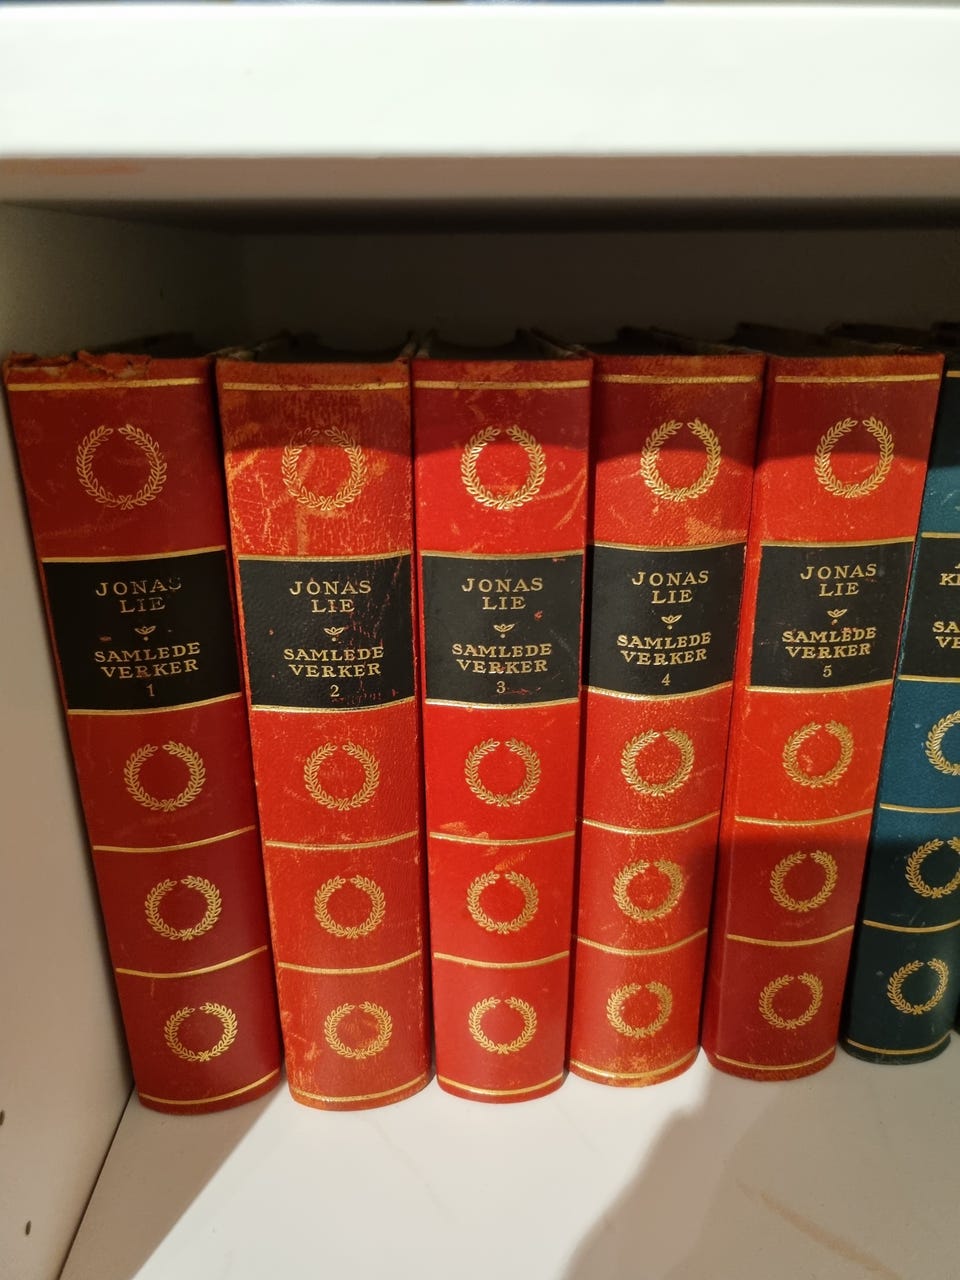 JONAS
LIE
SAMLEDE
VERKER
1
JONAS
LIE
SAMLEDE
VERKER
2
JONAS
LIE
SAMLEDE
VERKER
3
JONAS
LIE
SAMLEDE
VERKER
4
JONAS
LIE
SAMLEDE
VERKER
5